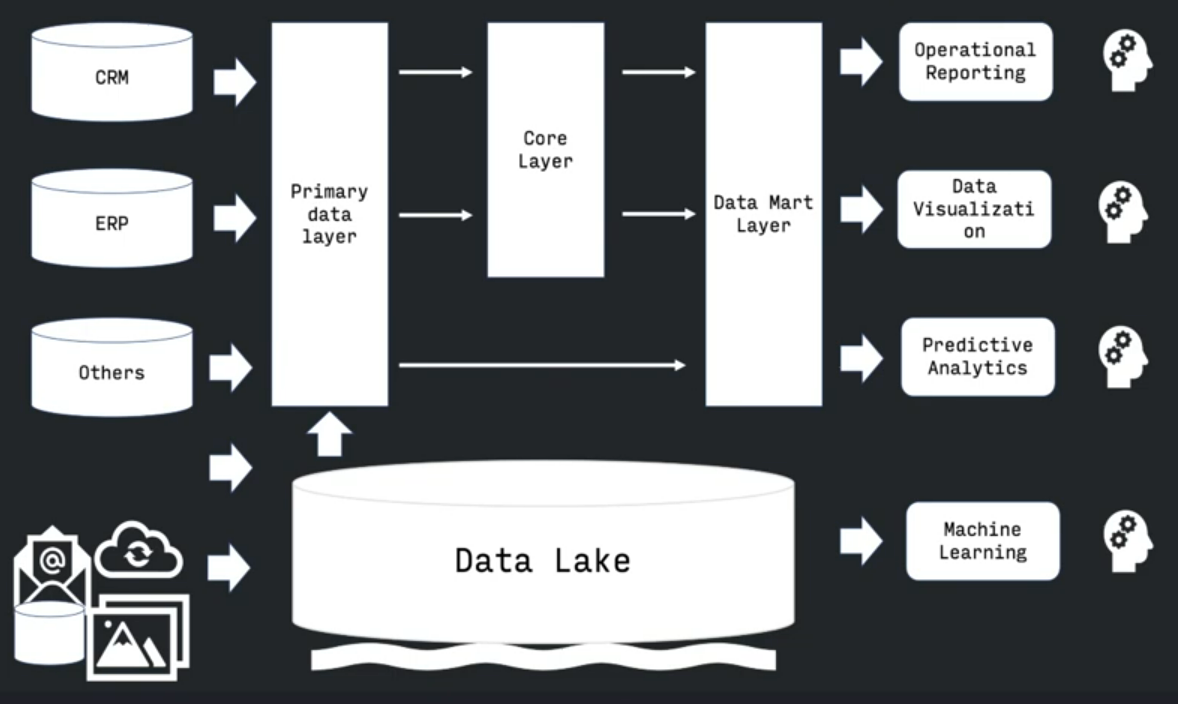 CRM
ERP
Others
Primary
data
layer
Core
Layer
Data Mart
Layer
Operational
Reporting
Data
Visualizati
on
Predictive
Analytics
Machine
Learning
@
Data Lake